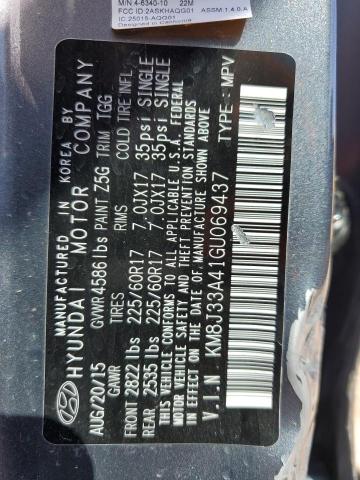 M/N 4-6340-10 22M
FCC ID:2ASKHAQG01
IC:25015-AQG01
ASSM.1.4.0.A
MANUFACTURED IN KOREA BY
HYUNDAI MOTOR COMPANY
AUG/20/15 GVWR 4586 lbs PAINT Z5G TRIM TGG
GAWR TIRES RIMS COLD TIRE INFL.
FRONT 2822 lbs 225/60R17 7.0JX17 35psi SINGLE
REAR 2535 lbs 225/60R17 7.0JX17 35psi SINGLE
THIS VEHICLE CONFORMS TO ALL APPLICABLE U.S.A. FEDERAL
MOTOR VEHICLE SAFETY AND THEFT PREVENTION STANDARDS
IN EFFECT ON THE DATE OF MANUFACTURE SHOWN ABOVE.
V.I.N. KM8J33A41GU069437 TYPE : MPV